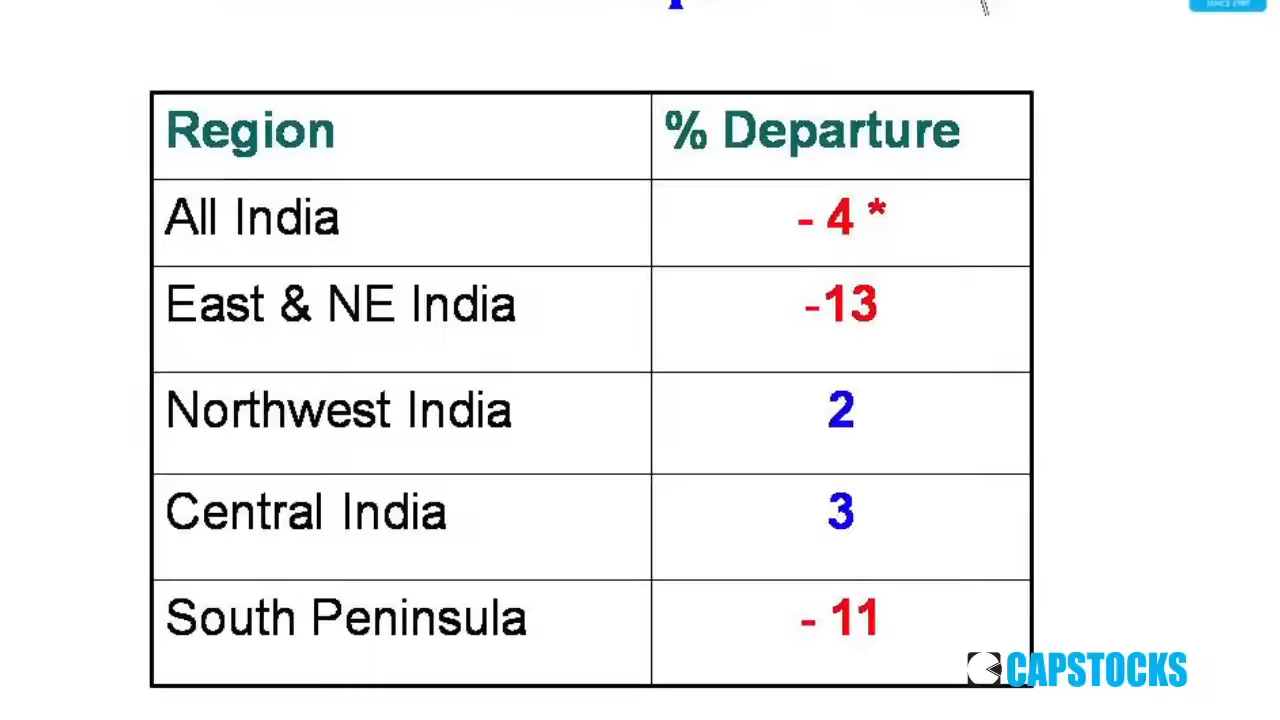 Region % Departure
All India - 4 *
East & NE India -13
Northwest India 2
Central India 3
South Peninsula - 11
CAPSTOCKS